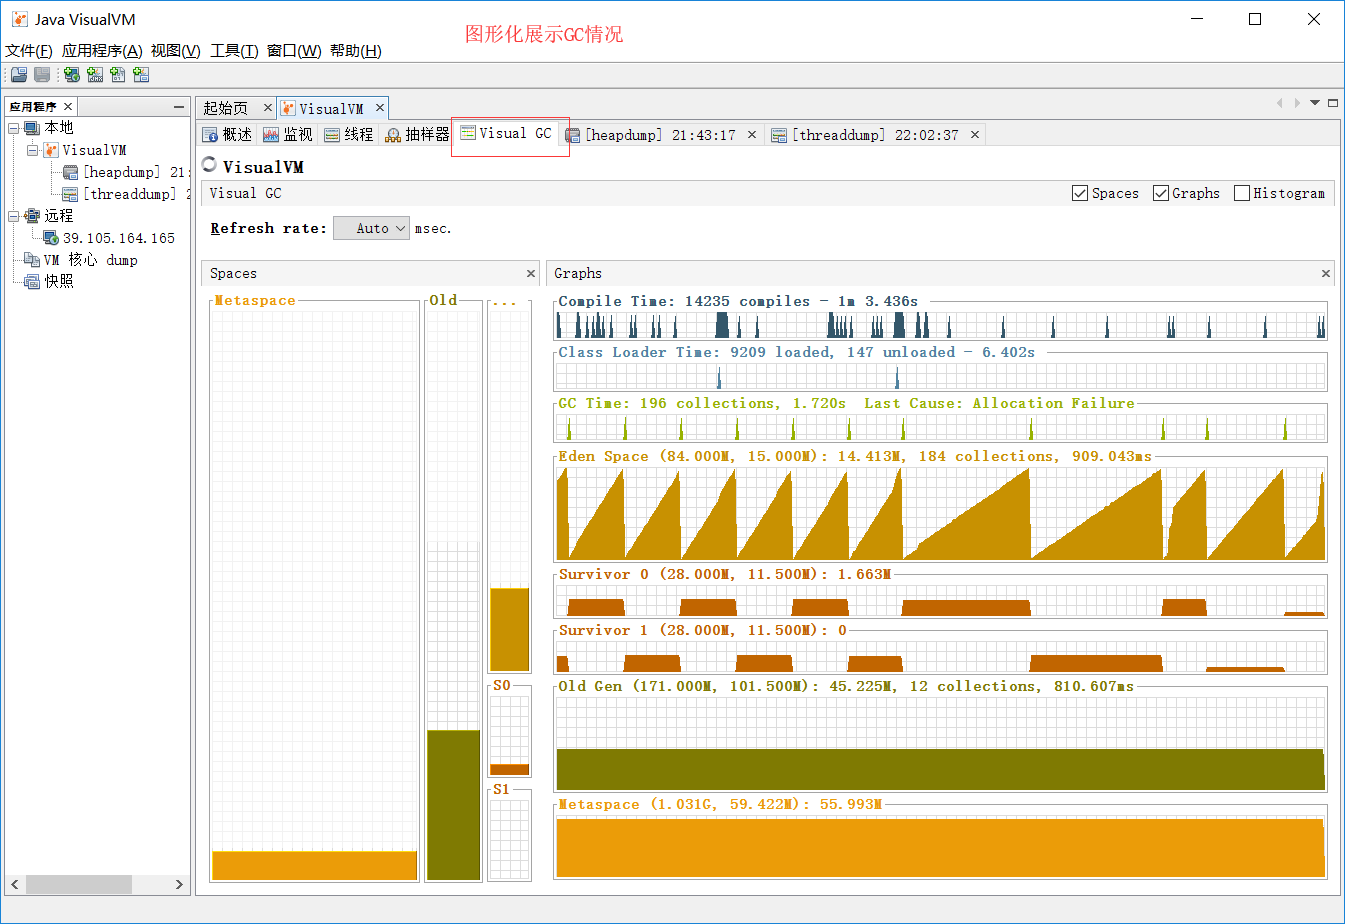 Java VisualVM
图形化展示GC情况
文件(F) 应用程序(A) 视图(V) 工具(T) 窗口(W) 帮助(H)
应用程序
起始页
VisualVM
本地
VisualVM
[heapdump] 21:
[threaddump] 2
远程
39.105.164.165
VM 核心 dump
快照
概述 监视 线程 抽样器 Visual GC [heapdump] 21:43:17 [threaddump] 22:02:37
VisualVM
Visual GC
Spaces Graphs Histogram
Refresh rate: Auto msec.
Spaces
Graphs
Metaspace
Old
...
S0
S1
Compile Time: 14235 compiles - 1m 3.436s
Class Loader Time: 9209 loaded, 147 unloaded - 6.402s
GC Time: 196 collections, 1.720s Last Cause: Allocation Failure
Eden Space (84.000M, 15.000M): 14.413M, 184 collections, 909.043ms
Survivor 0 (28.000M, 11.500M): 1.663M
Survivor 1 (28.000M, 11.500M): 0
Old Gen (171.000M, 101.500M): 45.225M, 12 collections, 810.607ms
Metaspace (1.031G, 59.422M): 55.993M